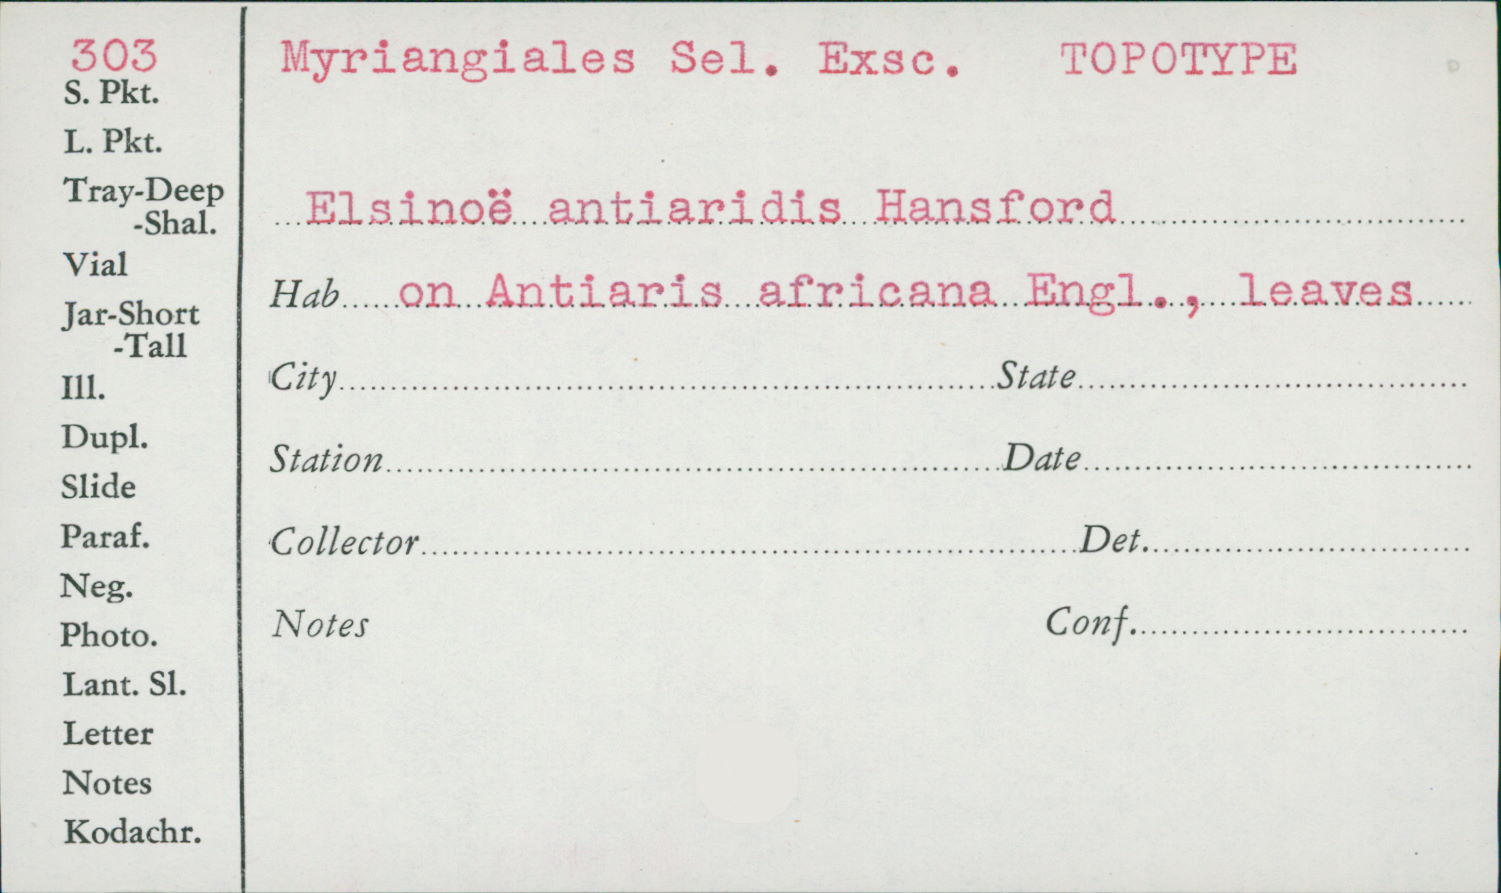 303
S. Pkt.
L. Pkt.
Tray-Deep
-Shal.
Vial
Jar-Short
-Tall
Ill.
Dupl.
Slide
Paraf.
Neg.
Photo.
Lant. Sl.
Letter
Notes
Kodachr.
Myriangiales Sel. Exsc. TOPOTYPE
Elsinoë antiaridis Hansford
Hab on Antiaris africana Engl., leaves
City State
Station Date
Collector Det.
Notes Conf.